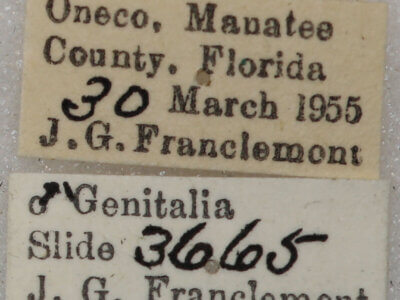 Oneco, Manatee
County, Florida
30 March 1955
J.G. Franclemont
♂ Genitalia
Slide 3665
J. G. Franclemont